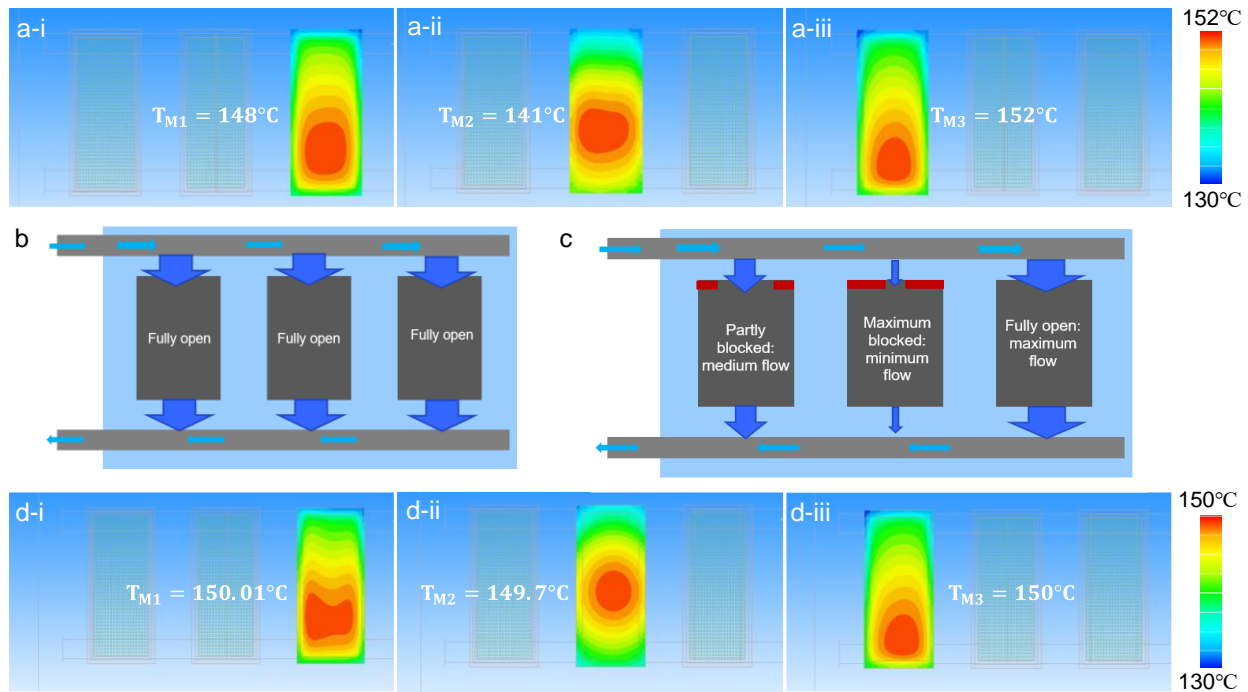 a-i
a-ii
a-iii
152℃
T_M1 = 148°C
T_M2 = 141°C
T_M3 = 152°C
130℃
b
c
Fully open
Fully open
Fully open
Partly
blocked:
medium flow
Maximum
blocked:
minimum
flow
Fully open:
maximum
flow
d-i
d-ii
d-iii
150℃
T_M1 = 150.01°C
T_M2 = 149.7°C
T_M3 = 150°C
130℃